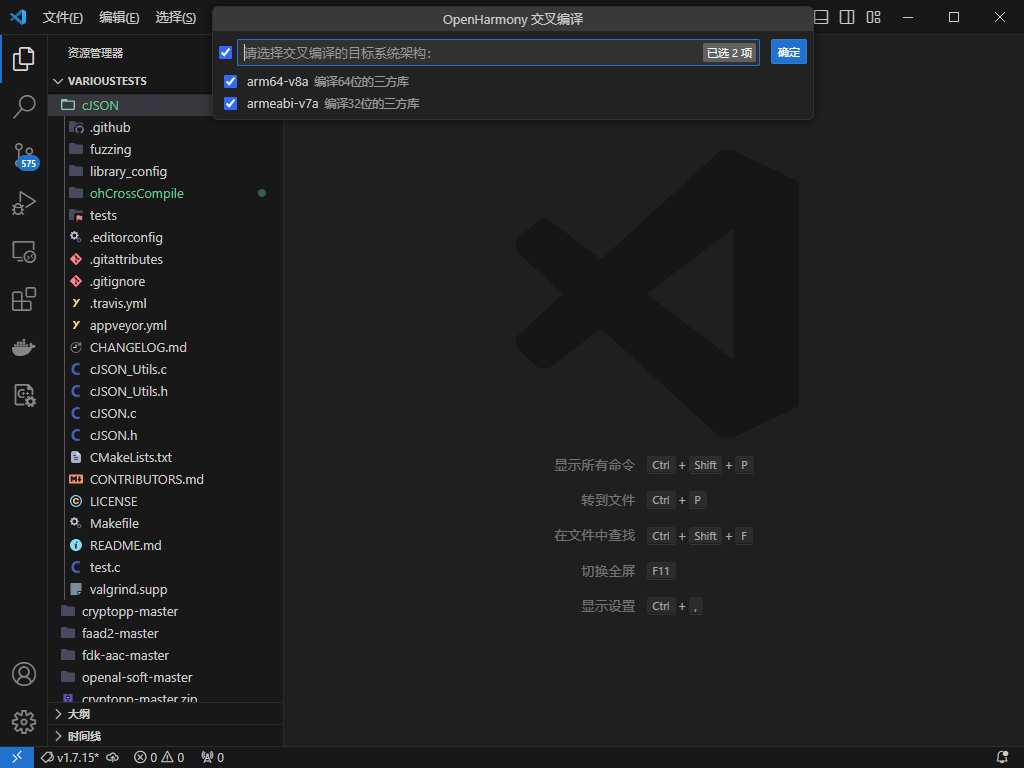 文件(F) 编辑(E) 选择(S)
OpenHarmony 交叉编译
请选择交叉编译的目标系统架构: 已选 2 项 确定
arm64-v8a 编译64位的三方库
armeabi-v7a 编译32位的三方库
资源管理器
VARIOUSTESTS
cJSON
.github
fuzzing
library_config
ohCrossCompile
tests
.editorconfig
.gitattributes
.gitignore
.travis.yml
appveyor.yml
CHANGELOG.md
cJSON_Utils.c
cJSON_Utils.h
cJSON.c
cJSON.h
CMakeLists.txt
CONTRIBUTORS.md
LICENSE
Makefile
README.md
test.c
valgrind.supp
cryptopp-master
faad2-master
fdk-aac-master
openal-soft-master
cryptopp-master.zip
大纲
时间线
575
显示所有命令 Ctrl + Shift + P
转到文件 Ctrl + P
在文件中查找 Ctrl + Shift + F
切换全屏 F11
显示设置 Ctrl + ,
v1.7.15* 0 0 0